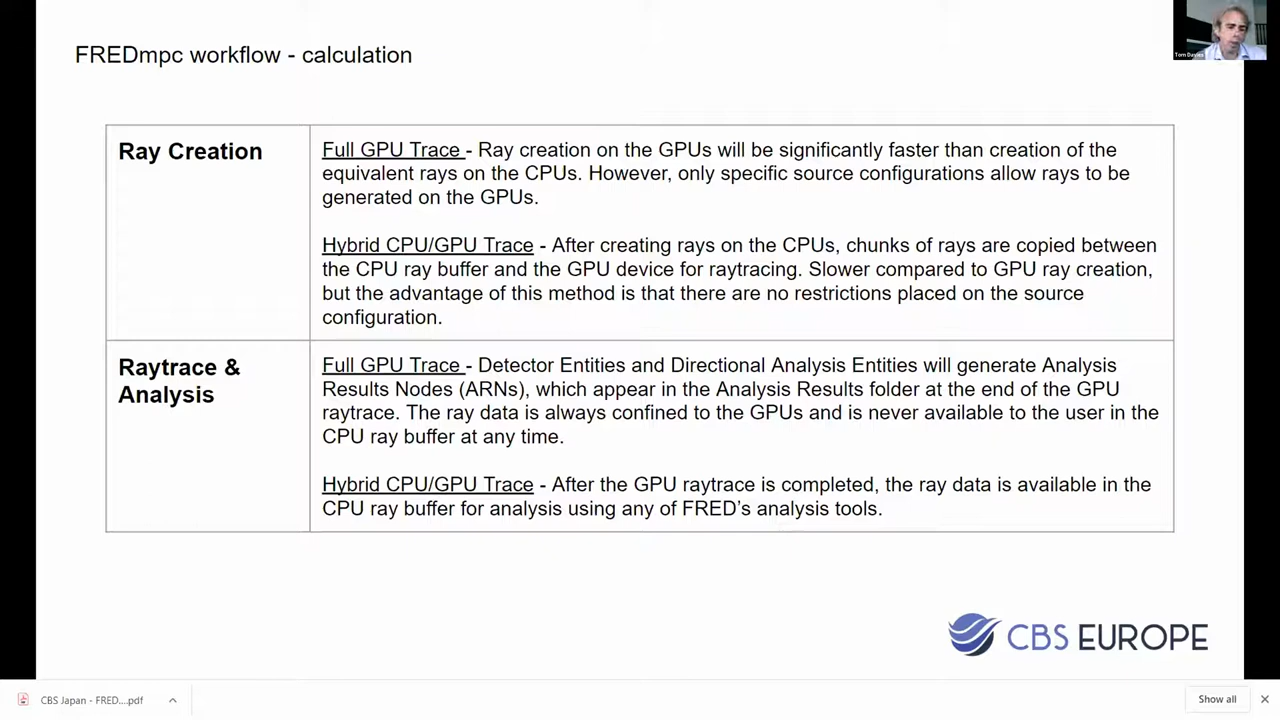 FREDmpc workflow - calculation
Tom Davies
Ray Creation
Full GPU Trace - Ray creation on the GPUs will be significantly faster than creation of the
equivalent rays on the CPUs. However, only specific source configurations allow rays to be
generated on the GPUs.
Hybrid CPU/GPU Trace - After creating rays on the CPUs, chunks of rays are copied between
the CPU ray buffer and the GPU device for raytracing. Slower compared to GPU ray creation,
but the advantage of this method is that there are no restrictions placed on the source
configuration.
Raytrace &
Analysis
Full GPU Trace - Detector Entities and Directional Analysis Entities will generate Analysis
Results Nodes (ARNs), which appear in the Analysis Results folder at the end of the GPU
raytrace. The ray data is always confined to the GPUs and is never available to the user in the
CPU ray buffer at any time.
Hybrid CPU/GPU Trace - After the GPU raytrace is completed, the ray data is available in the
CPU ray buffer for analysis using any of FRED's analysis tools.
CBS EUROPE
CBS Japan - FRED....pdf
Show all